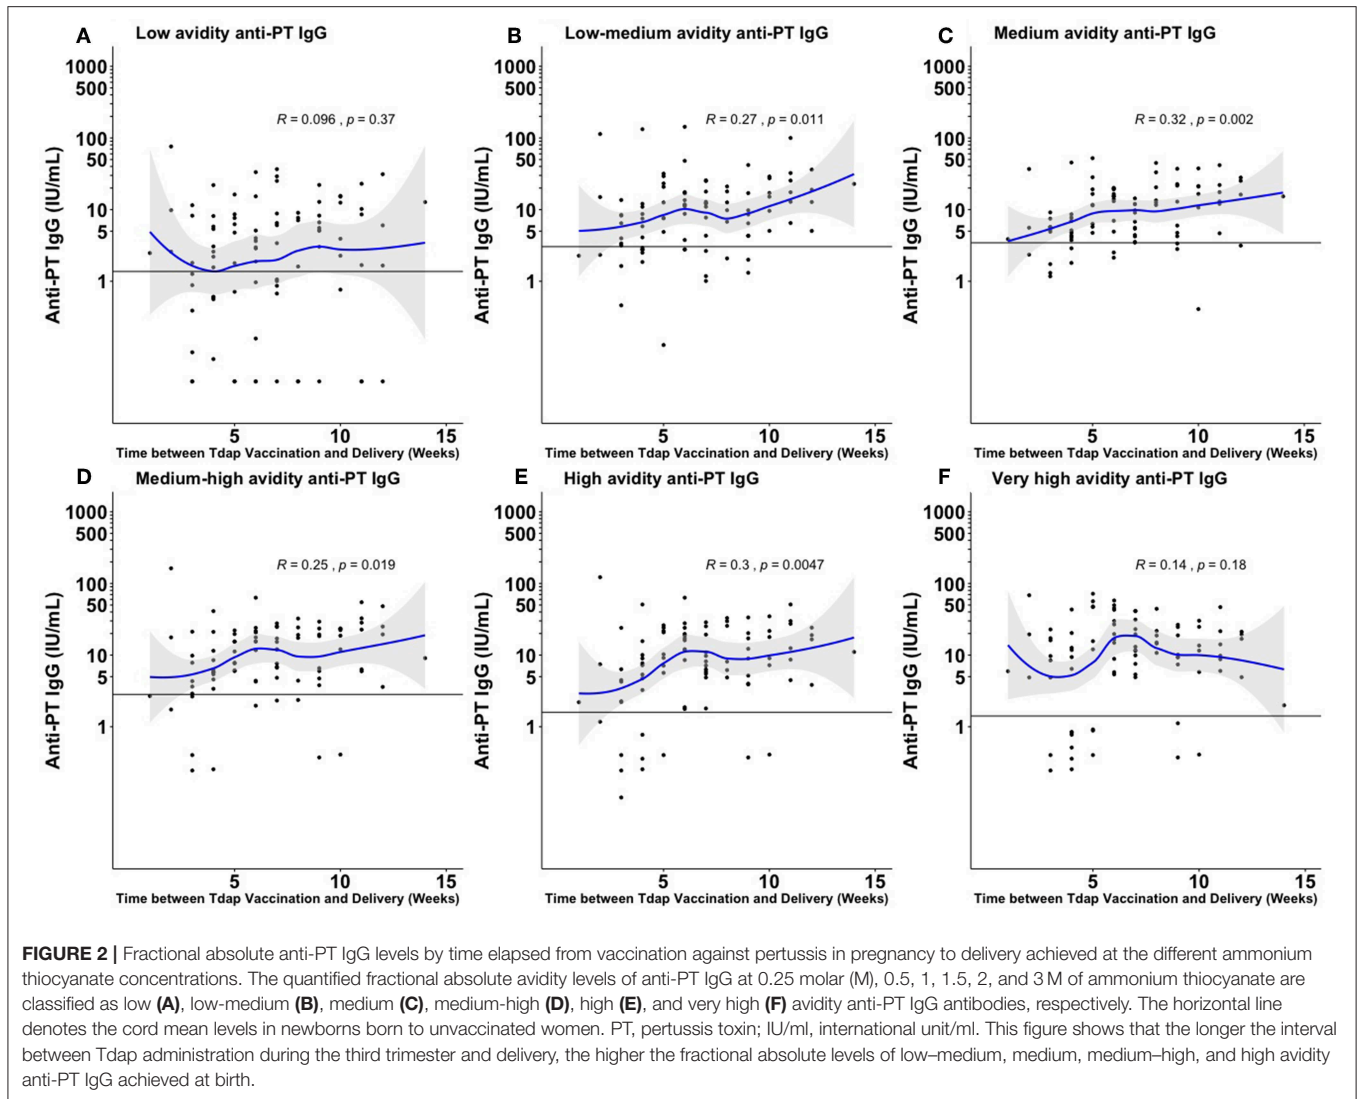 A Low avidity anti-PT IgG
1000
500
100
50
10
5
1
R = 0.096 , p = 0.37
Anti-PT IgG (IU/mL)
5 10 15
Time between Tdap Vaccination and Delivery (Weeks)
B Low-medium avidity anti-PT IgG
1000
500
100
50
10
5
1
R = 0.27 , p = 0.011
Anti-PT IgG (IU/mL)
5 10 15
Time between Tdap Vaccination and Delivery (Weeks)
C Medium avidity anti-PT IgG
1000
500
100
50
10
5
1
R = 0.32 , p = 0.002
Anti-PT IgG (IU/mL)
5 10 15
Time between Tdap Vaccination and Delivery (Weeks)
D Medium-high avidity anti-PT IgG
1000
500
100
50
10
5
1
R = 0.25 , p = 0.019
Anti-PT IgG (IU/mL)
5 10 15
Time between Tdap Vaccination and Delivery (Weeks)
E High avidity anti-PT IgG
1000
500
100
50
10
5
1
R = 0.3 , p = 0.0047
Anti-PT IgG (IU/mL)
5 10 15
Time between Tdap Vaccination and Delivery (Weeks)
F Very high avidity anti-PT IgG
1000
500
100
50
10
5
1
R = 0.14 , p = 0.18
Anti-PT IgG (IU/mL)
5 10 15
Time between Tdap Vaccination and Delivery (Weeks)
FIGURE 2 | Fractional absolute anti-PT IgG levels by time elapsed from vaccination against pertussis in pregnancy to delivery achieved at the different ammonium
thiocyanate concentrations. The quantified fractional absolute avidity levels of anti-PT IgG at 0.25 molar (M), 0.5, 1, 1.5, 2, and 3 M of ammonium thiocyanate are
classified as low (A), low-medium (B), medium (C), medium-high (D), high (E), and very high (F) avidity anti-PT IgG antibodies, respectively. The horizontal line
denotes the cord mean levels in newborns born to unvaccinated women. PT, pertussis toxin; IU/ml, international unit/ml. This figure shows that the longer the interval
between Tdap administration during the third trimester and delivery, the higher the fractional absolute levels of low–medium, medium, medium–high, and high avidity
anti-PT IgG achieved at birth.